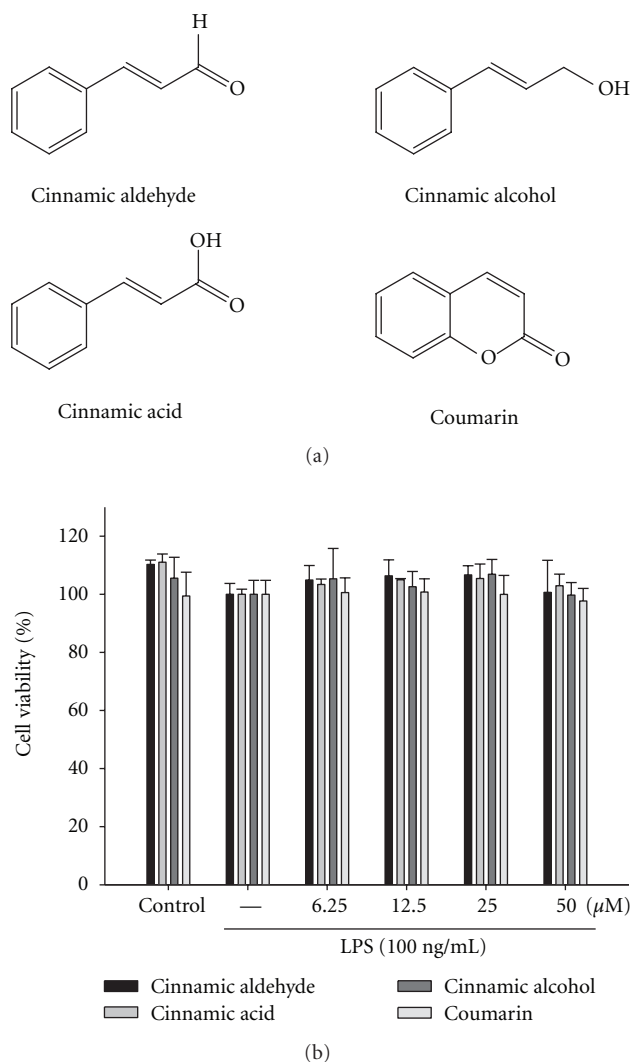 H
O
Cinnamic aldehyde
OH
Cinnamic alcohol
OH
O
Cinnamic acid
O
O
Coumarin
(a)
Cell viability (%)
120
100
80
60
40
20
0
Control — 6.25 12.5 25 50 (μM)
LPS (100 ng/mL)
Cinnamic aldehyde Cinnamic alcohol
Cinnamic acid Coumarin
(b)